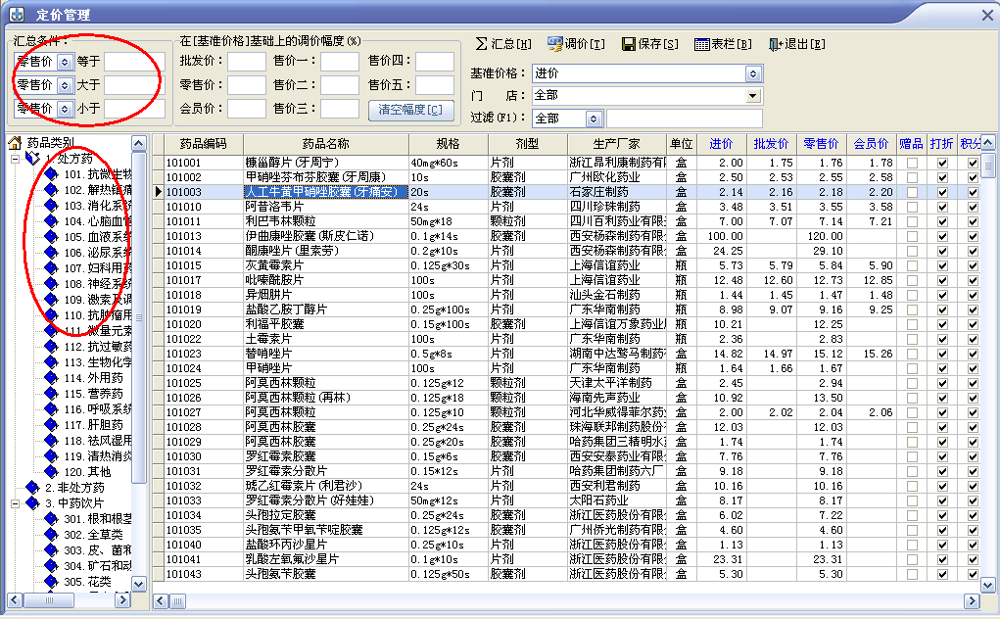 定价管理
汇总条件：
零售价 等于
零售价 大于
零售价 小于
在[基准价格]基础上的调价幅度(%)
批发价： 售价一： 售价四：
零售价： 售价二： 售价五：
会员价： 售价三： 清空幅度[C]
∑汇总[H] 调价[T] 保存[S] 表栏[B] 退出[E]
基准价格： 进价
门　店： 全部
过滤(F1)： 全部
药品类别
1.处方药
101.抗微生物
102.解热镇痛
103.消化系统
104.心脑血管
105.血液系统
106.泌尿系统
107.妇科用药
108.神经系统
109.激素及调
110.抗肿瘤用
111.微量元素
112.抗过敏药
113.生物化学
114.外用药
115.营养药
116.呼吸系统
117.肝胆药
118.祛风湿用
119.清热消炎
120.其他
2.非处方药
3.中药饮片
301.根和根茎
302.全草类
303.皮、菌和
304.矿石和动
305.花类
药品编码 药品名称 规格 剂型 生产厂家 单位 进价 批发价 零售价 会员价 赠品 打折 积分
101001 糠甾醇片(牙周宁) 40mg*60s 片剂 浙江昂利康制药有限 盒 2.00 1.75 1.76 1.78
101002 甲硝唑芬布芬胶囊(牙周康) 10s 胶囊剂 广州欧化药业 盒 2.50 2.53 2.55 2.58
101003 人工牛黄甲硝唑胶囊(牙痛安) 20s 胶囊剂 石家庄制药 盒 2.14 2.16 2.18 2.20
101010 阿昔洛韦片 24s 片剂 四川珍珠制药 盒 3.48 3.51 3.55 3.58
101011 利巴韦林颗粒 50mg*18 颗粒剂 四川百利药业有限 盒 7.00 7.07 7.14 7.21
101013 伊曲康唑胶囊(斯皮仁诺) 0.1g*14s 胶囊剂 西安杨森制药有限 盒 100.00 120.00
101014 酮康唑片(里素劳) 0.2g*10s 片剂 西安杨森制药有限 盒 24.25 29.10
101015 灰黄霉素片 0.125g*30s 片剂 上海信谊药业 瓶 5.73 5.79 5.84 5.90
101017 吡嗪酰胺片 100s 片剂 上海信谊药业 瓶 12.48 12.60 12.73 12.85
101018 异烟肼片 100s 片剂 汕头金石制药 瓶 1.44 1.45 1.47 1.48
101019 盐酸乙胺丁醇片 0.25g*100s 片剂 广东华南制药 瓶 8.98 9.07 9.16 9.25
101020 利福平胶囊 0.15g*100s 胶囊剂 上海信谊万象药业 瓶 10.21 12.25
101022 土霉素片 100s 片剂 广东华南制药 瓶 2.36 2.83
101023 替硝唑片 0.5g*8s 片剂 湖南中达骛马制药 瓶 14.82 14.97 15.12 15.26
101024 甲硝唑片 100s 片剂 广东华南制药 瓶 1.64 1.66 1.67
101025 阿莫西林颗粒 0.125g*12 颗粒剂 天津太平洋制药 盒 2.45 2.94
101026 阿莫西林颗粒(再林) 0.125g*18 颗粒剂 海南先声药业 盒 10.92 13.50
101027 阿莫西林颗粒 0.125g*10 颗粒剂 河北华威得菲尔药 盒 2.00 2.02 2.04 2.06
101028 阿莫西林胶囊 0.25g*24s 胶囊剂 珠海联邦制药股份 盒 12.03 12.03
101029 阿莫西林胶囊 0.25g*20s 胶囊剂 哈药集团三精明水 盒 1.74 1.74
101030 罗红霉素胶囊 0.15g*6s 胶囊剂 西安安泰药业有限 盒 7.76 7.76
101031 罗红霉素分散片 0.15*12s 片剂 哈药集团制药六厂 盒 9.18 9.18
101032 琥乙红霉素片(利君沙) 24s 片剂 西安利君制药 盒 10.16 10.16
101033 罗红霉素分散片(好娃娃) 50mg*12s 片剂 太阳石药业 盒 8.17 8.17
101034 头孢拉定胶囊 0.25g*24s 胶囊剂 浙江医药股份有限 盒 6.02 7.22
101035 头孢氨苄甲氧苄啶胶囊 0.125g*12s 胶囊剂 广州侨光制药有限 盒 4.60 4.60
101040 盐酸环丙沙星片 0.25g*10s 片剂 浙江医药股份有限 盒 1.13 1.13
101041 乳酸左氧氟沙星片 0.1g*10s 片剂 浙江医药股份有限 盒 23.31 23.31
101043 头孢氨苄胶囊 0.125g*50s 胶囊剂 浙江医药股份有限 盒 5.30 5.30